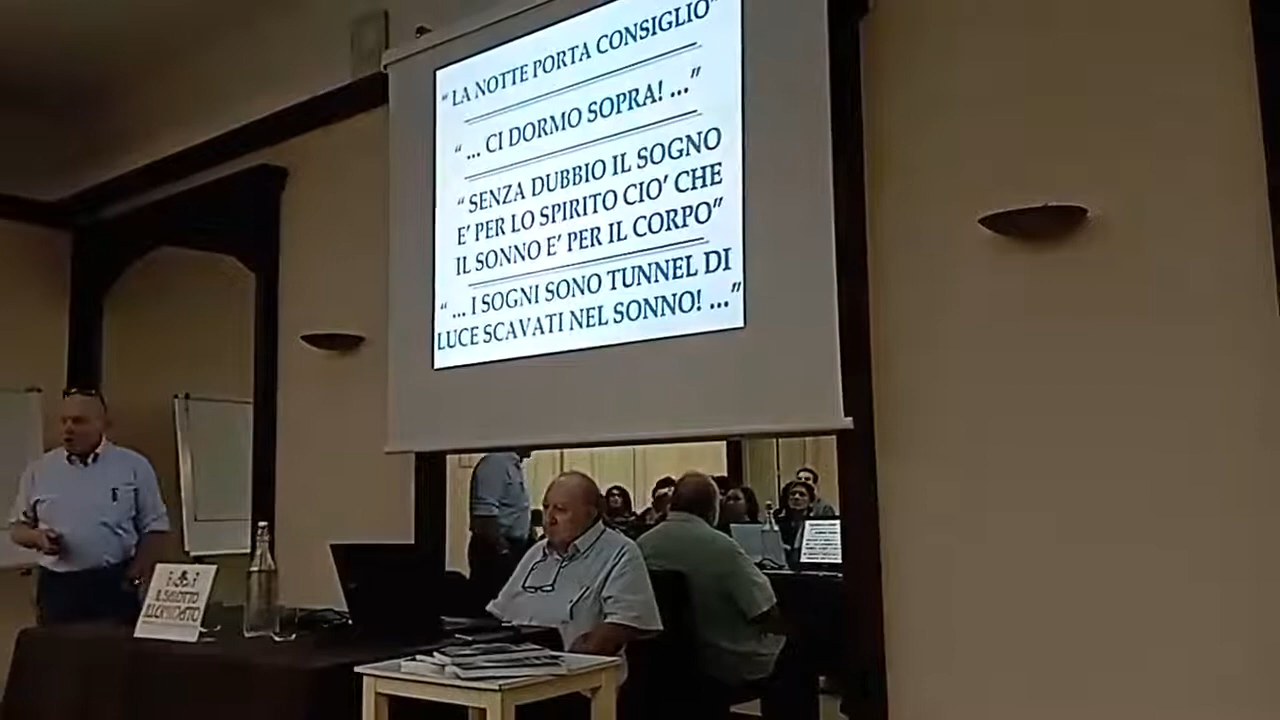 “ LA NOTTE PORTA CONSIGLIO”
“ ... CI DORMO SOPRA! ...”
“ SENZA DUBBIO IL SOGNO
E’ PER LO SPIRITO CIO’ CHE
IL SONNO E’ PER IL CORPO”
“ ... I SOGNI SONO TUNNEL DI
LUCE SCAVATI NEL SONNO! ...”
IL SALOTTO